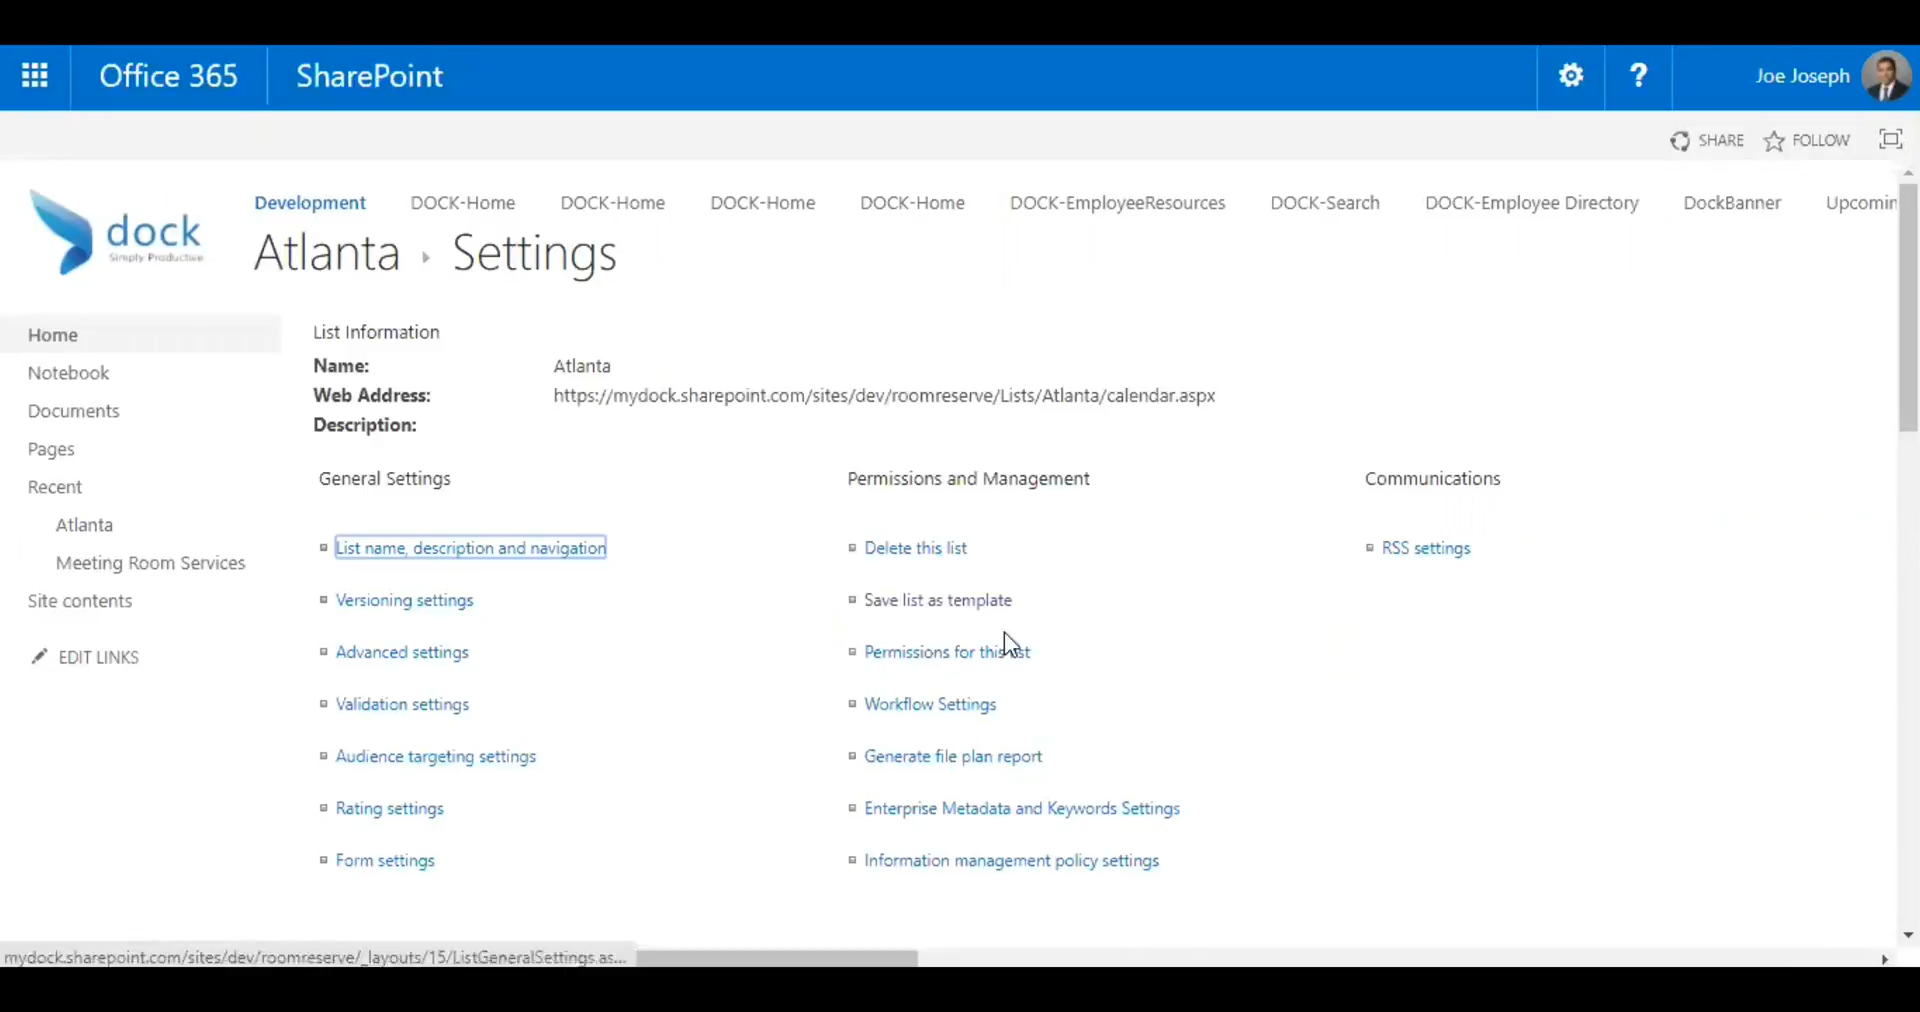 Office 365 SharePoint ? Joe Joseph
SHARE FOLLOW
dock
Simply Productive
Development DOCK-Home DOCK-Home DOCK-Home DOCK-Home DOCK-EmployeeResources DOCK-Search DOCK-Employee Directory DockBanner Upcomin
Atlanta Settings
Home
Notebook
Documents
Pages
Recent
Atlanta
Meeting Room Services
Site contents
EDIT LINKS
List Information
Name: Atlanta
Web Address: https://mydock.sharepoint.com/sites/dev/roomreserve/Lists/Atlanta/calendar.aspx
Description:
General Settings
List name, description and navigation
Versioning settings
Advanced settings
Validation settings
Audience targeting settings
Rating settings
Form settings
Permissions and Management
Delete this list
Save list as template
Permissions for this list
Workflow Settings
Generate file plan report
Enterprise Metadata and Keywords Settings
Information management policy settings
Communications
RSS settings
mydock.sharepoint.com/sites/dev/roomreserve/_layouts/15/ListGeneralSettings.as...